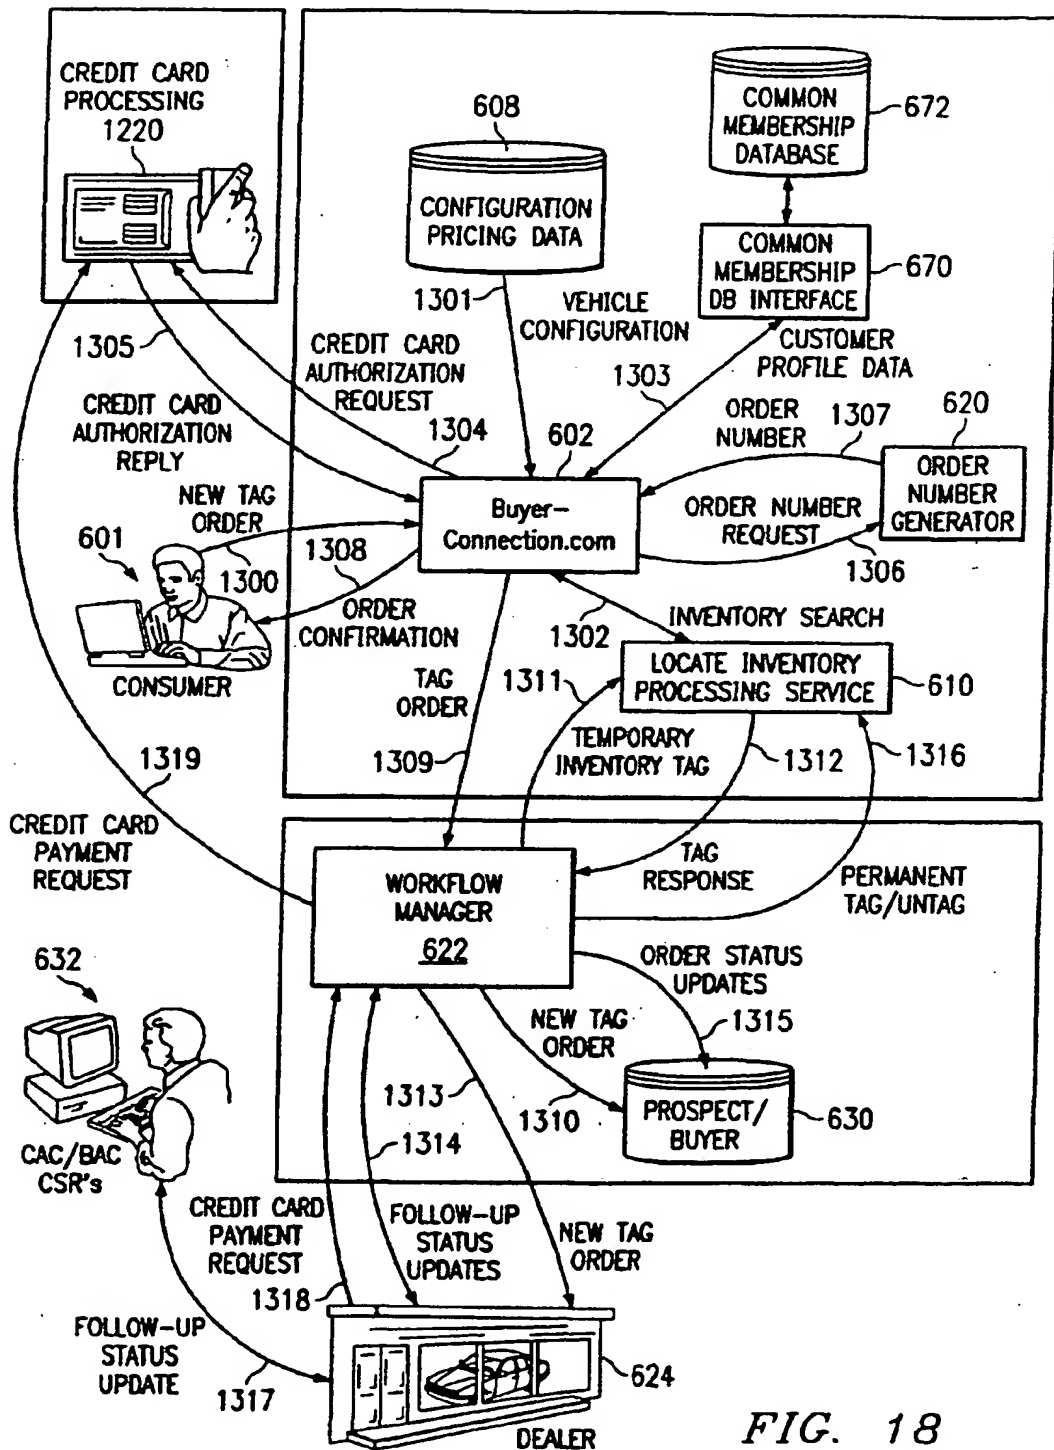 CREDIT CARD
PROCESSING
1220
608
COMMON
MEMBERSHIP
DATABASE
672
CONFIGURATION
PRICING DATA
COMMON
MEMBERSHIP
DB INTERFACE
670
1301
VEHICLE
CONFIGURATION
1305
CREDIT CARD
AUTHORIZATION
REQUEST
1303
CUSTOMER
PROFILE DATA
CREDIT CARD
AUTHORIZATION
REPLY
1304
602
ORDER
NUMBER
1307
620
ORDER
NUMBER
GENERATOR
NEW TAG
ORDER
Buyer-
Connection.com
ORDER NUMBER
REQUEST
601
1300
1308
1306
ORDER
CONFIRMATION
1302
INVENTORY SEARCH
CONSUMER
TAG
ORDER
1311
LOCATE INVENTORY
PROCESSING SERVICE
610
1319
1309
TEMPORARY
INVENTORY TAG
1312
1316
CREDIT CARD
PAYMENT
REQUEST
WORKFLOW
MANAGER
622
TAG
RESPONSE
PERMANENT
TAG/UNTAG
632
ORDER STATUS
UPDATES
NEW TAG
ORDER
1315
1313
1310
PROSPECT/
BUYER
630
1314
CAC/BAC
CSR's
CREDIT CARD
PAYMENT
REQUEST
FOLLOW-UP
STATUS
UPDATES
NEW TAG
ORDER
1318
FOLLOW-UP
STATUS
UPDATE
1317
624
DEALER
FIG. 18